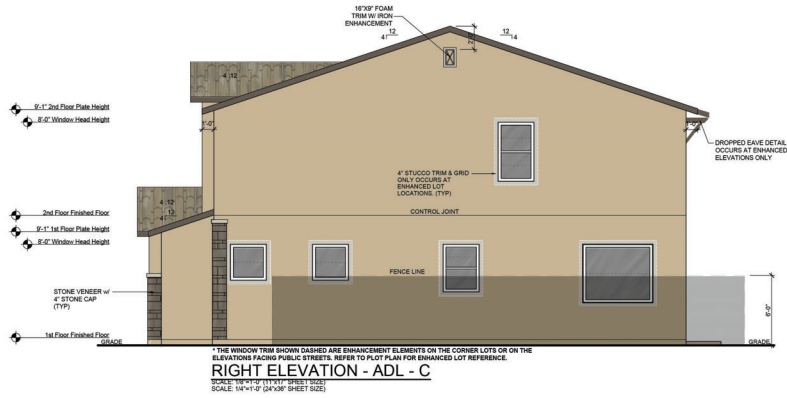 16"X9" FOAM
TRIM W/ IRON
ENHANCEMENT
12
4
2'-0"
12
4
4 :12
9'-1" 2nd Floor Plate Height
8'-0" Window Head Height
1'-0"
1'-0"
DROPPED EAVE DETAIL
OCCURS AT ENHANCED
ELEVATIONS ONLY
4" STUCCO TRIM & GRID
ONLY OCCURS AT
ENHANCED LOT
LOCATIONS. (TYP)
4 :12
12
4
2nd Floor Finished Floor
CONTROL JOINT
9'-1" 1st Floor Plate Height
8'-0" Window Head Height
FENCE LINE
STONE VENEER w/
4" STONE CAP
(TYP)
6'-0"
1st Floor Finished Floor
GRADE
GRADE
* THE WINDOW TRIM SHOWN DASHED ARE ENHANCEMENT ELEMENTS ON THE CORNER LOTS OR ON THE
ELEVATIONS FACING PUBLIC STREETS. REFER TO PLOT PLAN FOR ENHANCED LOT REFERENCE.
RIGHT ELEVATION - ADL - C
SCALE: 1/8"=1'-0" (11"x17" SHEET SIZE)
SCALE: 1/4"=1'-0" (24"x36" SHEET SIZE)